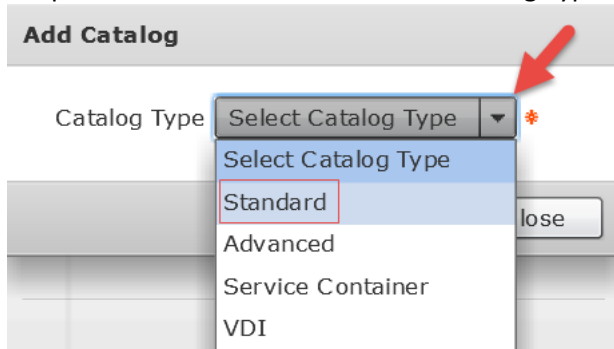 Add Catalog
Catalog Type Select Catalog Type *
Select Catalog Type
Standard
lose
Advanced
Service Container
VDI